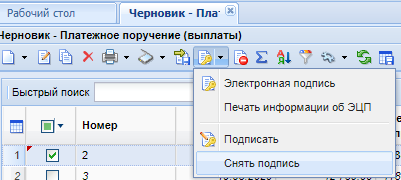 Рабочий стол
Черновик - Плат
Черновик - Платежное поручение (выплаты)
Быстрый поиск
Электронная подпись
Печать информации об ЭЦП
Подписать
Снять подпись
Номер
1
2
2
3